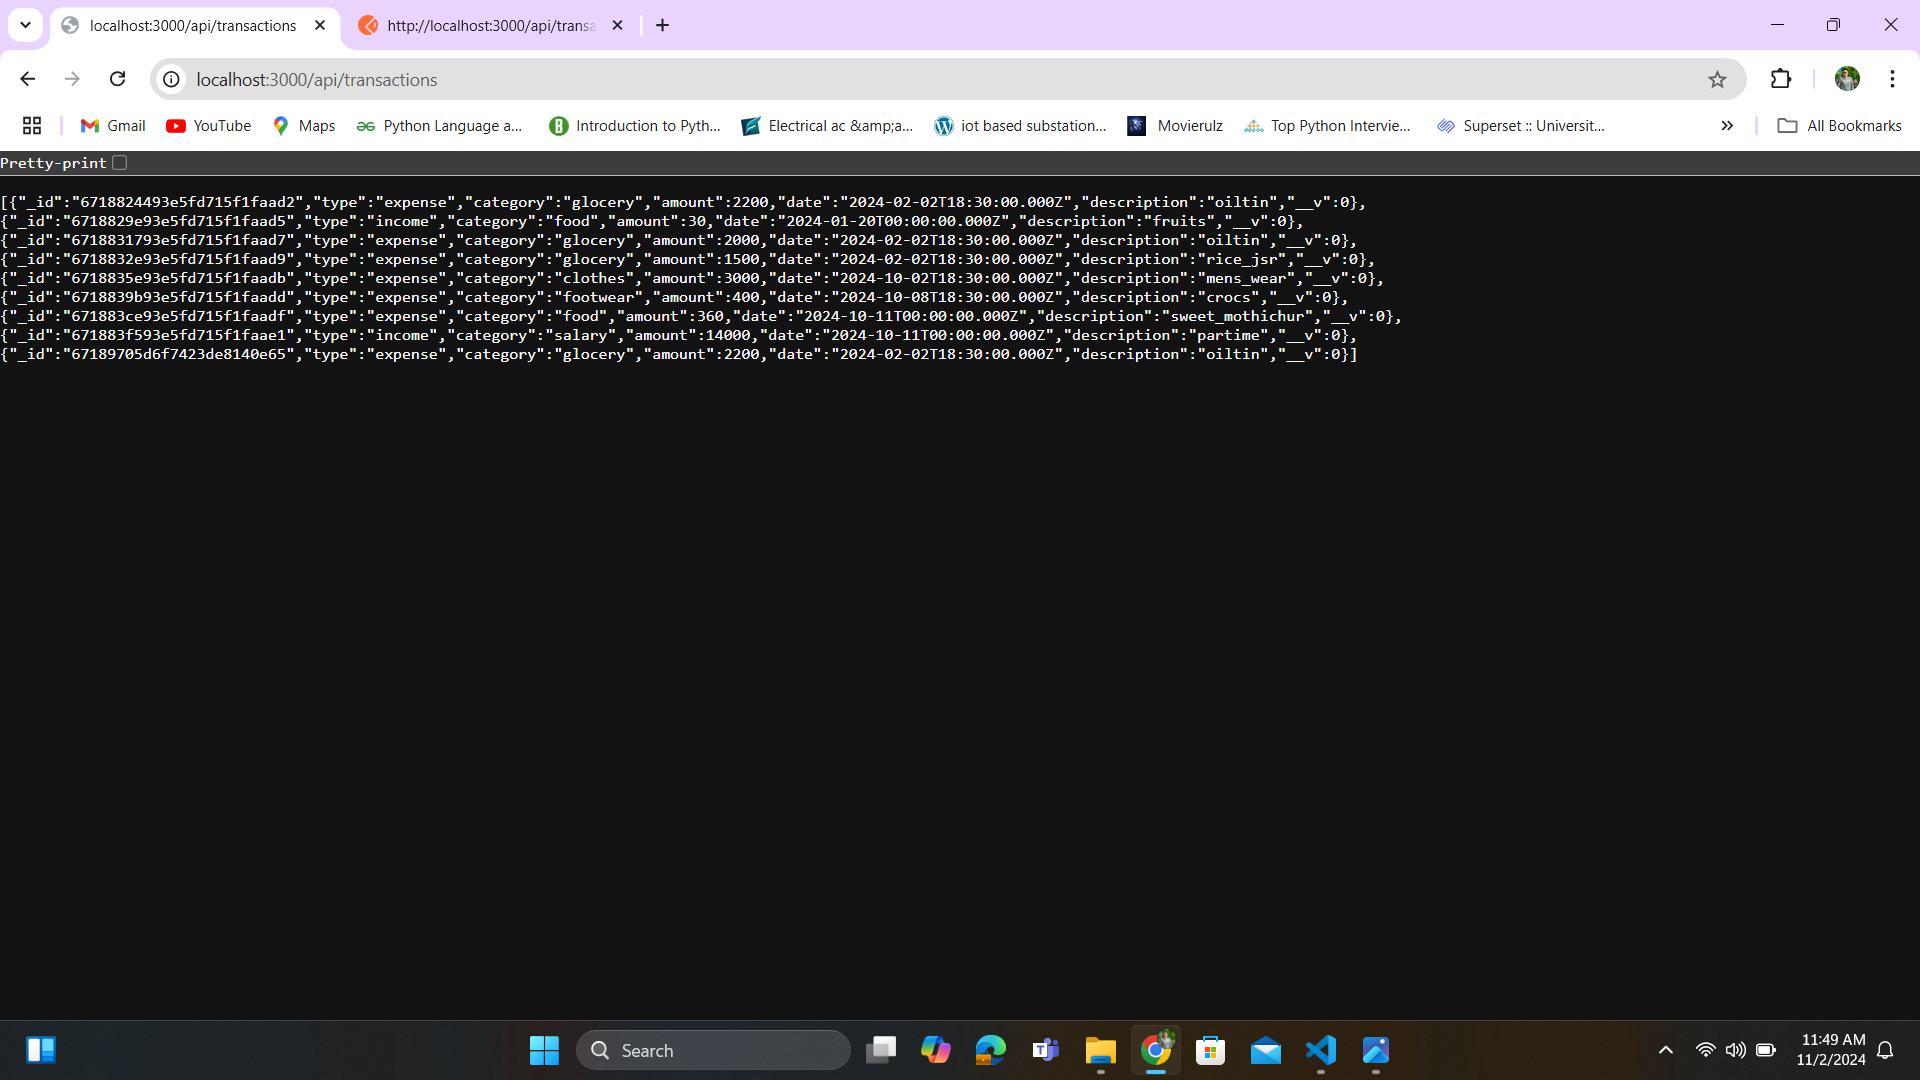 localhost:3000/api/transactions
http://localhost:3000/api/transa
localhost:3000/api/transactions
Gmail
YouTube
Maps
Python Language a...
Introduction to Pyth...
Electrical ac &amp;a...
iot based substation...
Movierulz
Top Python Intervie...
Superset :: Universit...
All Bookmarks
Pretty-print
[{"_id":"6718824493e5fd715f1faad2","type":"expense","category":"glocery","amount":2200,"date":"2024-02-02T18:30:00.000Z","description":"oiltin","__v":0},
{"_id":"6718829e93e5fd715f1faad5","type":"income","category":"food","amount":30,"date":"2024-01-20T00:00:00.000Z","description":"fruits","__v":0},
{"_id":"6718831793e5fd715f1faad7","type":"expense","category":"glocery","amount":2000,"date":"2024-02-02T18:30:00.000Z","description":"oiltin","__v":0},
{"_id":"6718832e93e5fd715f1faad9","type":"expense","category":"glocery","amount":1500,"date":"2024-02-02T18:30:00.000Z","description":"rice_jsr","__v":0},
{"_id":"6718835e93e5fd715f1faadb","type":"expense","category":"clothes","amount":3000,"date":"2024-10-02T18:30:00.000Z","description":"mens_wear","__v":0},
{"_id":"6718839b93e5fd715f1faadd","type":"expense","category":"footwear","amount":400,"date":"2024-10-08T18:30:00.000Z","description":"crocs","__v":0},
{"_id":"671883ce93e5fd715f1faadf","type":"expense","category":"food","amount":360,"date":"2024-10-11T00:00:00.000Z","description":"sweet_mothichur","__v":0},
{"_id":"671883f593e5fd715f1faae1","type":"income","category":"salary","amount":14000,"date":"2024-10-11T00:00:00.000Z","description":"partime","__v":0},
{"_id":"67189705d6f7423de8140e65","type":"expense","category":"glocery","amount":2200,"date":"2024-02-02T18:30:00.000Z","description":"oiltin","__v":0}]
Search
11:49 AM
11/2/2024